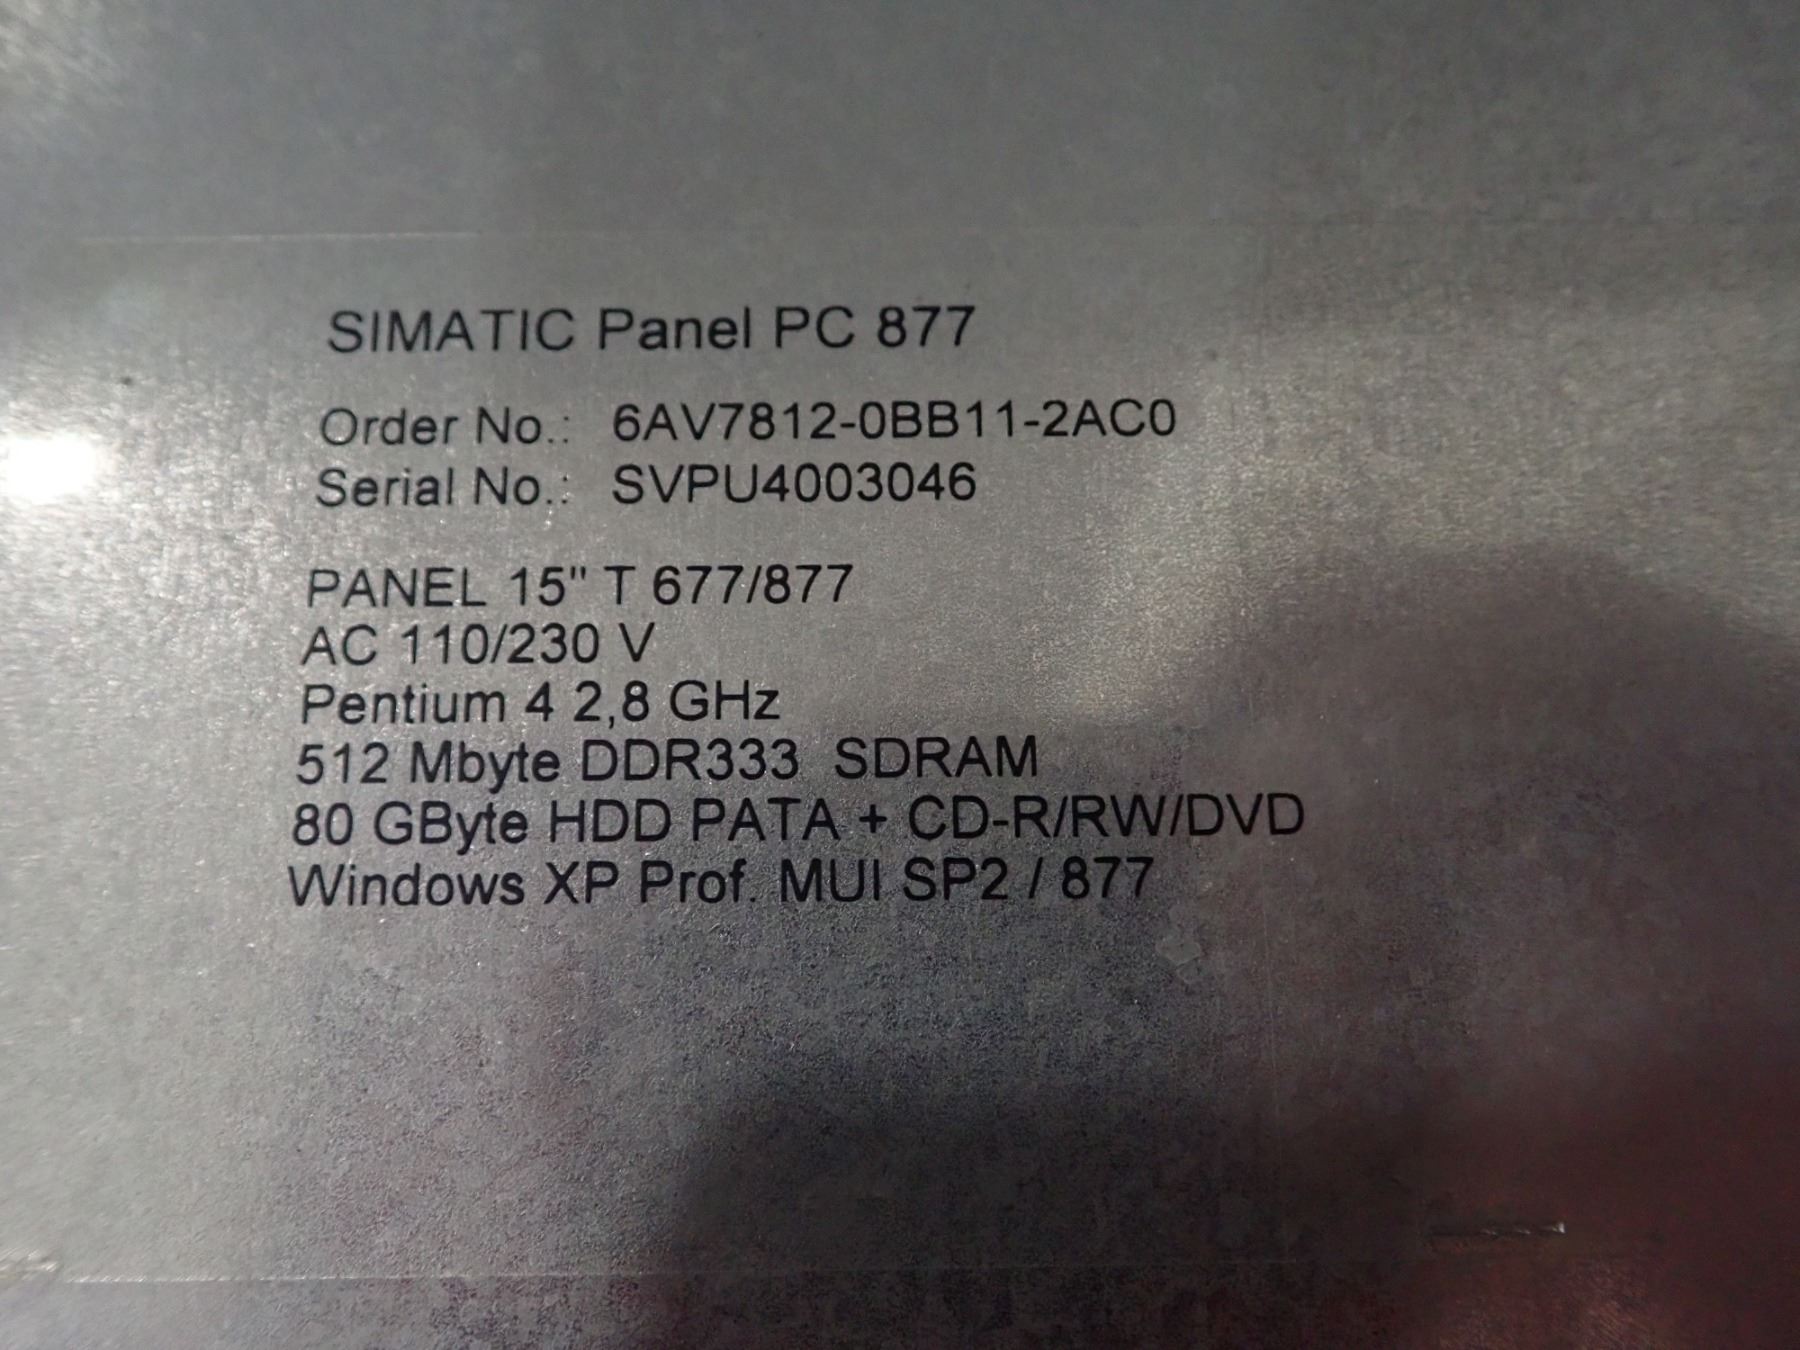 SIMATIC Panel PC 877
Order No.: 6AV7812-0BB11-2AC0
Serial No.: SVPU4003046
PANEL 15" T 677/877
AC 110/230 V
Pentium 4 2,8 GHz
512 Mbyte DDR333 SDRAM
80 GByte HDD PATA + CD-R/RW/DVD
Windows XP Prof. MUI SP2 / 877